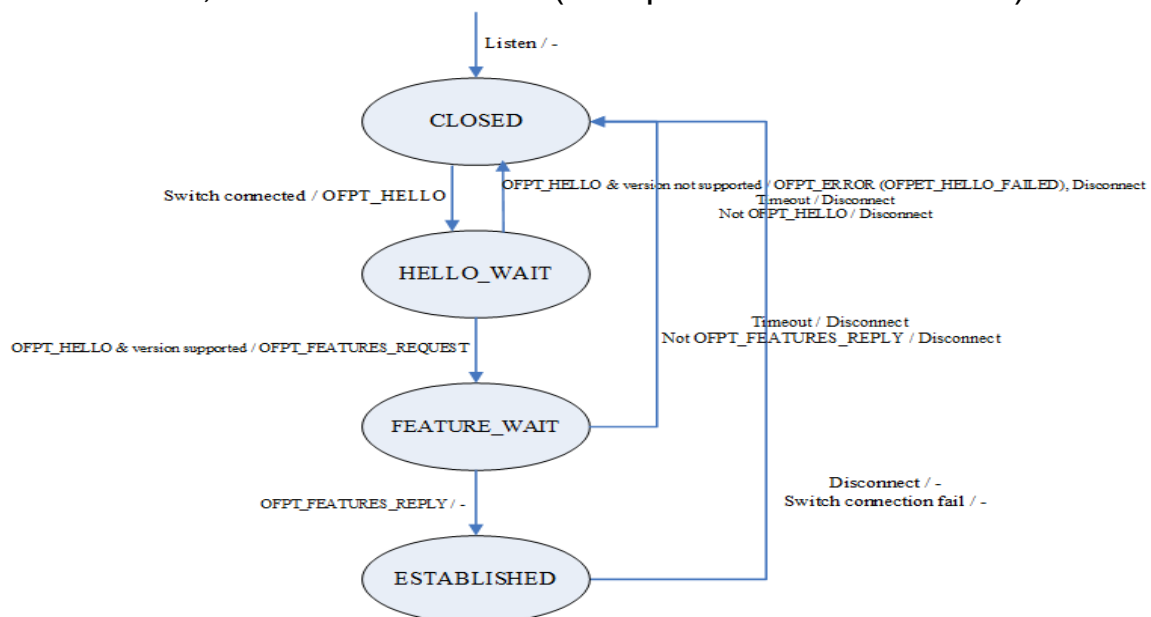 Listen / -
CLOSED
Switch connected / OFPT_HELLO
OFPT_HELLO & version not supported / OFPT_ERROR (OFPET_HELLO_FAILED), Disconnect
Timeout / Disconnect
Not OFPT_HELLO / Disconnect
HELLO_WAIT
OFPT_HELLO & version supported / OFPT_FEATURES_REQUEST
Timeout / Disconnect
Not OFPT_FEATURES_REPLY / Disconnect
FEATURE_WAIT
OFPT_FEATURES_REPLY / -
Disconnect / -
Switch connection fail / -
ESTABLISHED